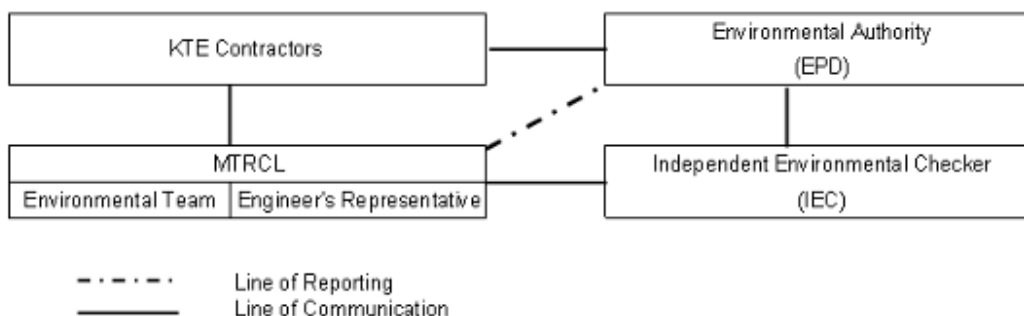 KTE Contractors
Environmental Authority
(EPD)
MTRCL
Environmental Team
Engineer's Representative
Independent Environmental Checker
(IEC)
Line of Reporting
Line of Communication